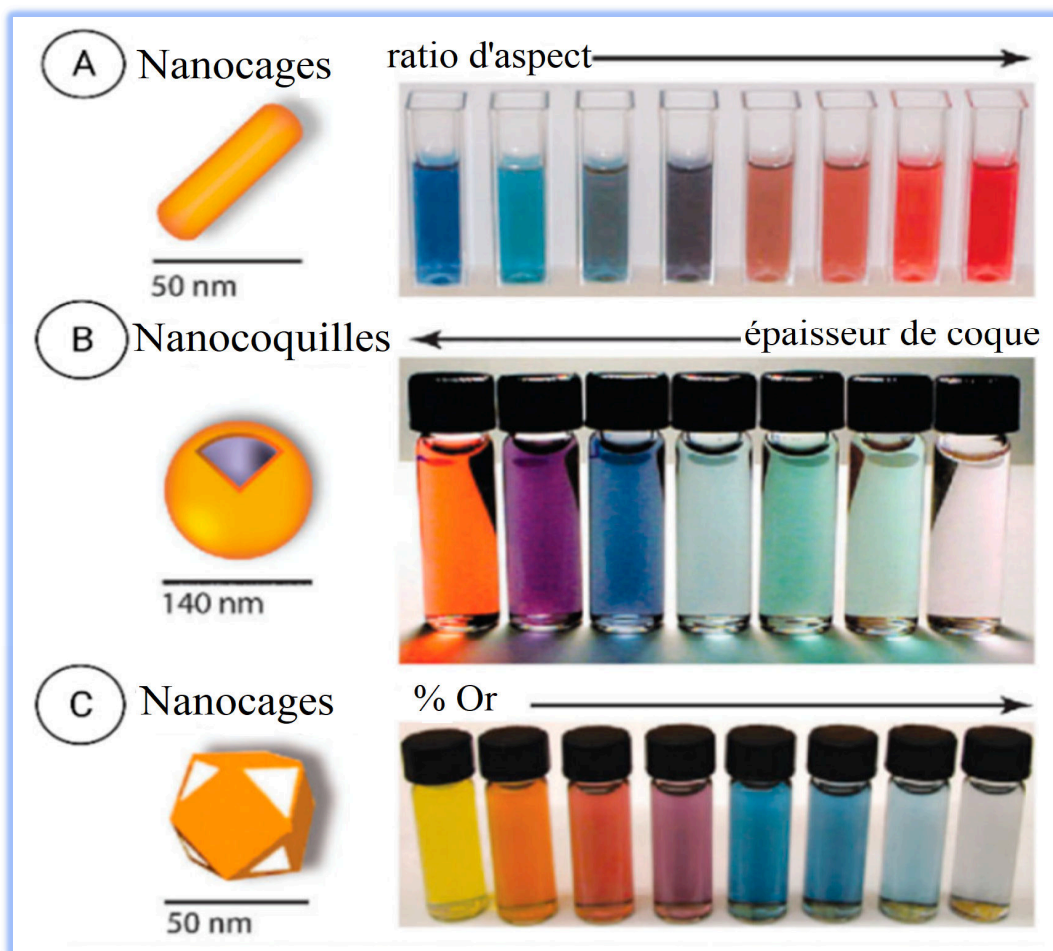 A Nanocages
ratio d'aspect
50 nm
B Nanocoquilles
épaisseur de coque
140 nm
C Nanocages
% Or
50 nm